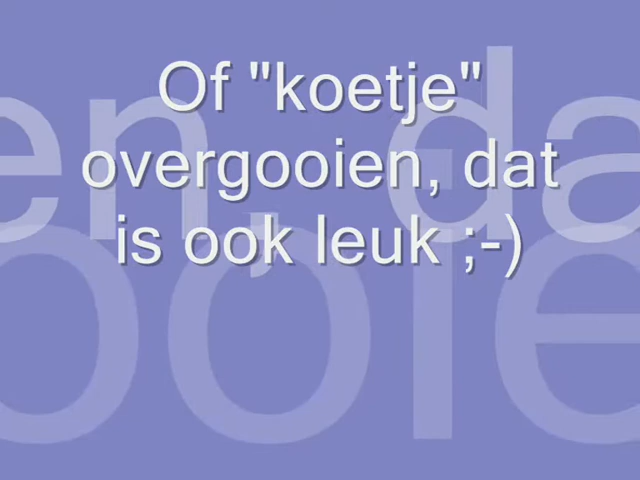 Of "koetje"
overgooien, dat
is ook leuk ;-)